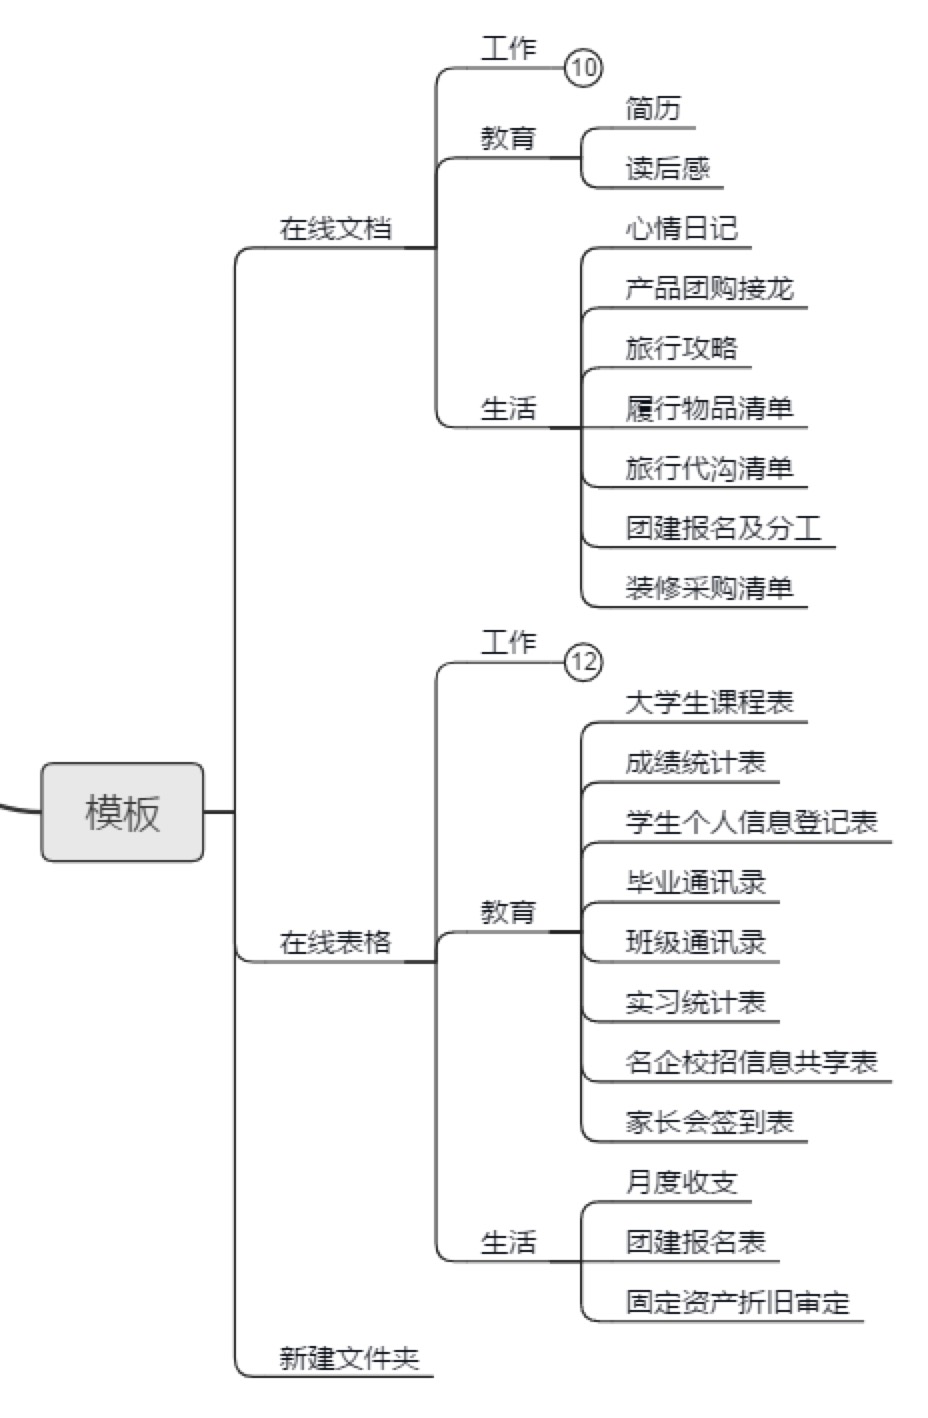 工作
10
简历
教育
读后感
在线文档
心情日记
产品团购接龙
旅行攻略
生活
履行物品清单
旅行代沟清单
团建报名及分工
装修采购清单
工作
12
大学生课程表
成绩统计表
模板
学生个人信息登记表
毕业通讯录
教育
在线表格
班级通讯录
实习统计表
名企校招信息共享表
家长会签到表
月度收支
生活
团建报名表
固定资产折旧审定
新建文件夹